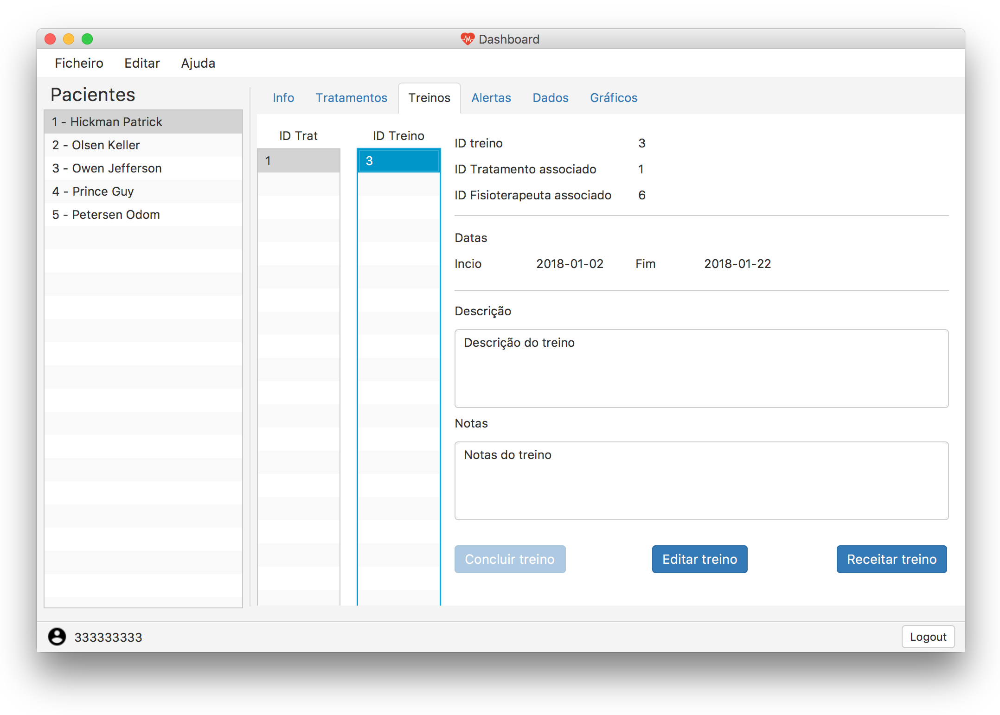 Dashboard
Ficheiro Editar Ajuda
Pacientes
1 - Hickman Patrick
2 - Olsen Keller
3 - Owen Jefferson
4 - Prince Guy
5 - Petersen Odom
Info Tratamentos Treinos Alertas Dados Gráficos
ID Trat
1
ID Treino
3
ID treino 3
ID Tratamento associado 1
ID Fisioterapeuta associado 6
Datas
Incio 2018-01-02 Fim 2018-01-22
Descrição
Descrição do treino
Notas
Notas do treino
Concluir treino Editar treino Receitar treino
333333333 Logout